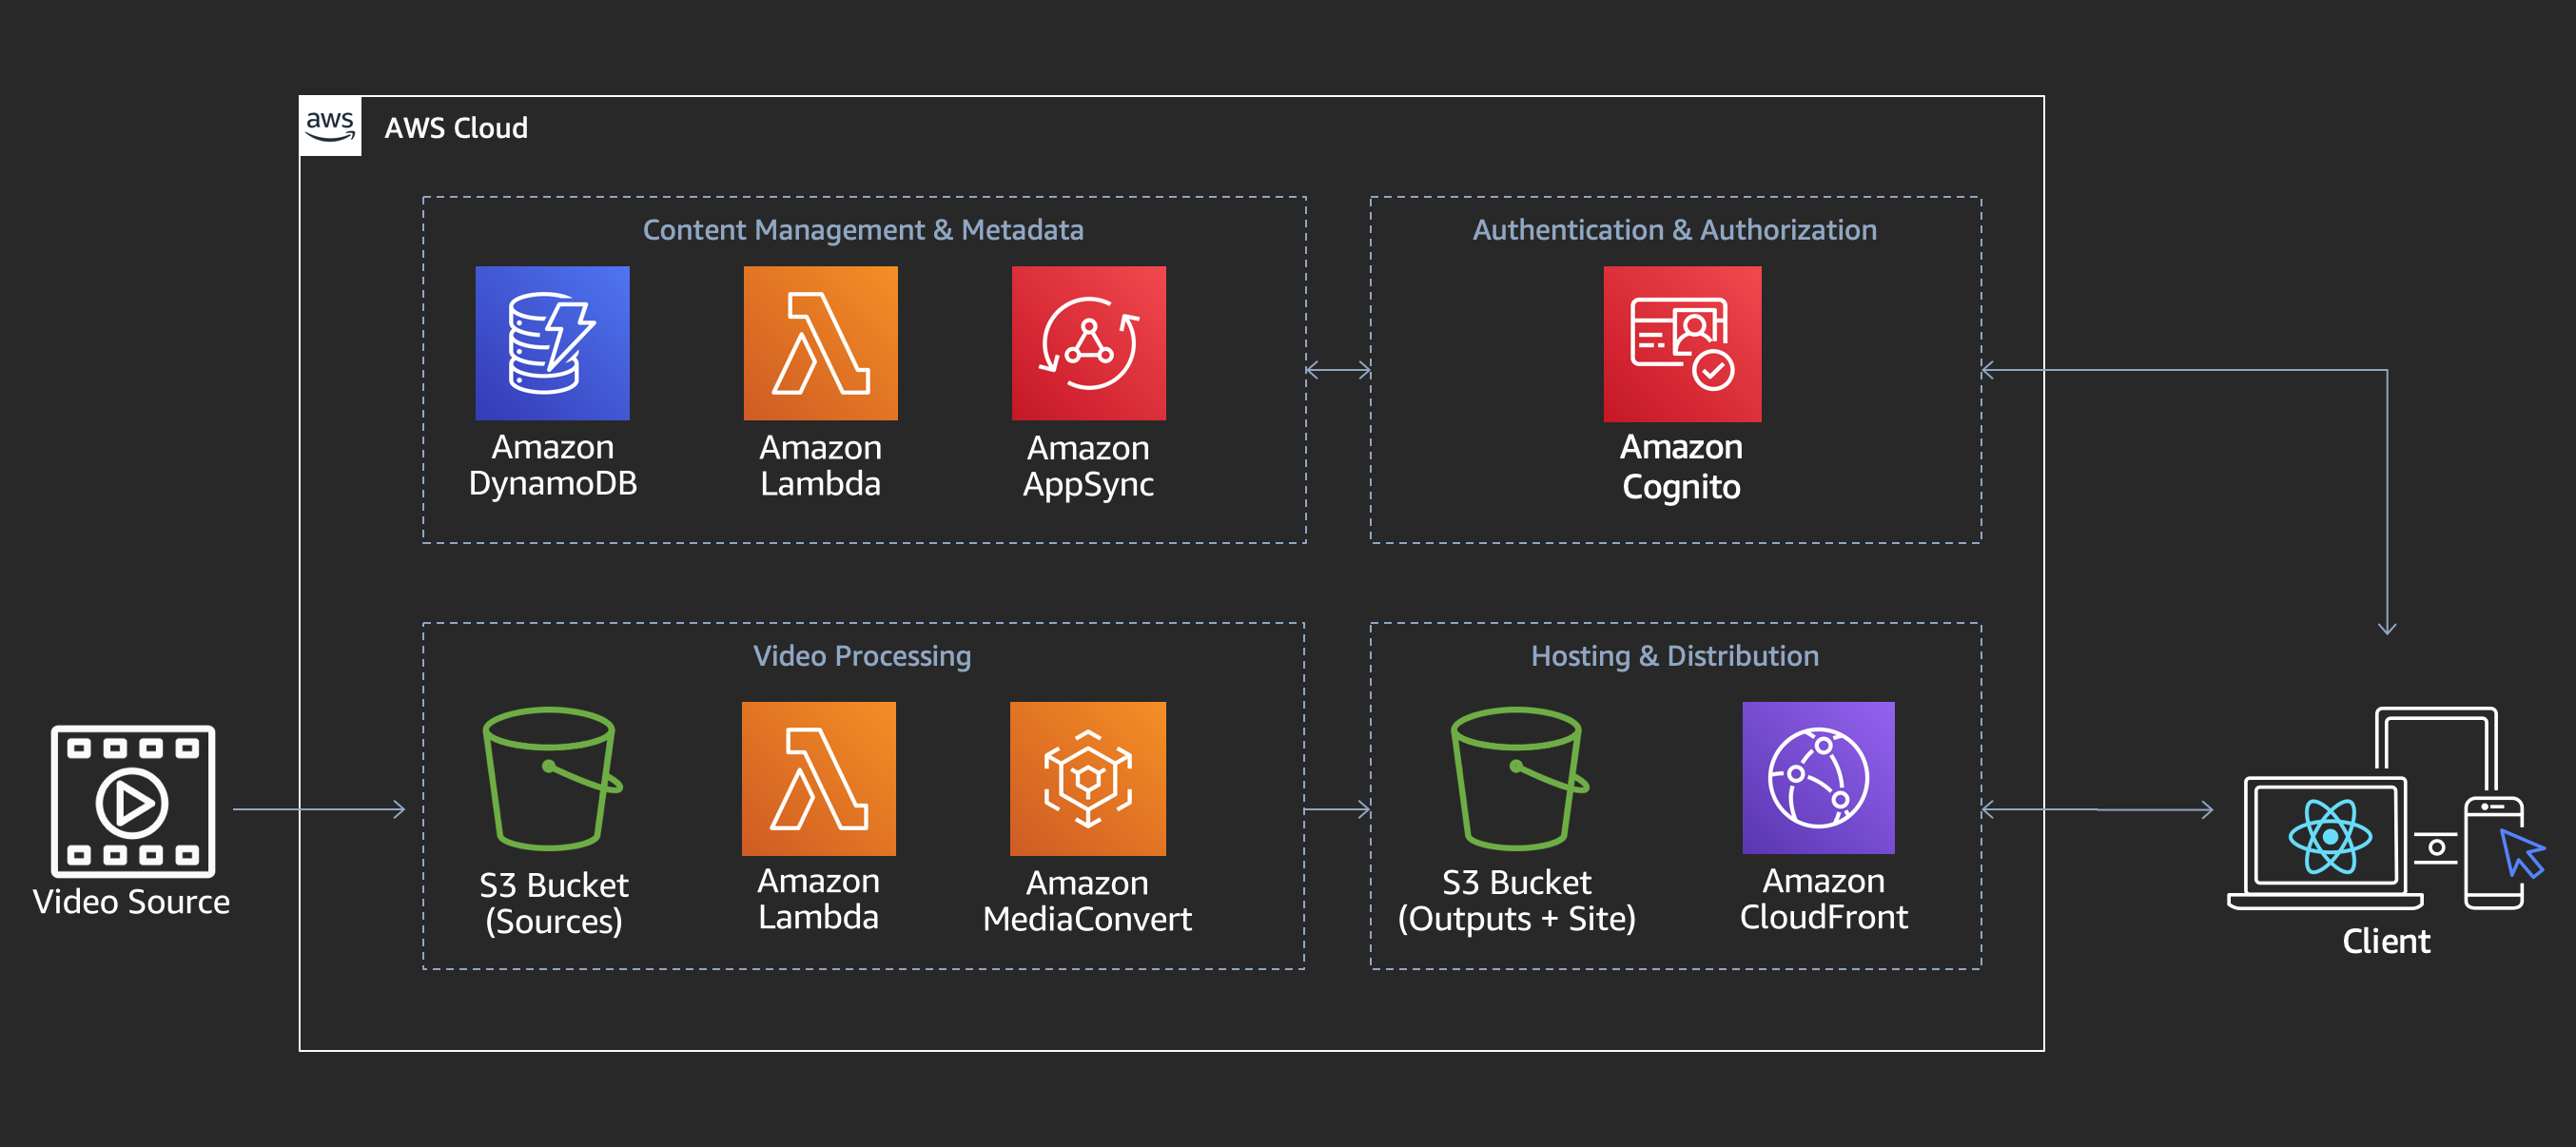 aws
AWS Cloud
Content Management & Metadata
Amazon
DynamoDB
Amazon
Lambda
Amazon
AppSync
Authentication & Authorization
Amazon
Cognito
Video Processing
S3 Bucket
(Sources)
Amazon
Lambda
Amazon
MediaConvert
Hosting & Distribution
S3 Bucket
(Outputs + Site)
Amazon
CloudFront
Video Source
Client